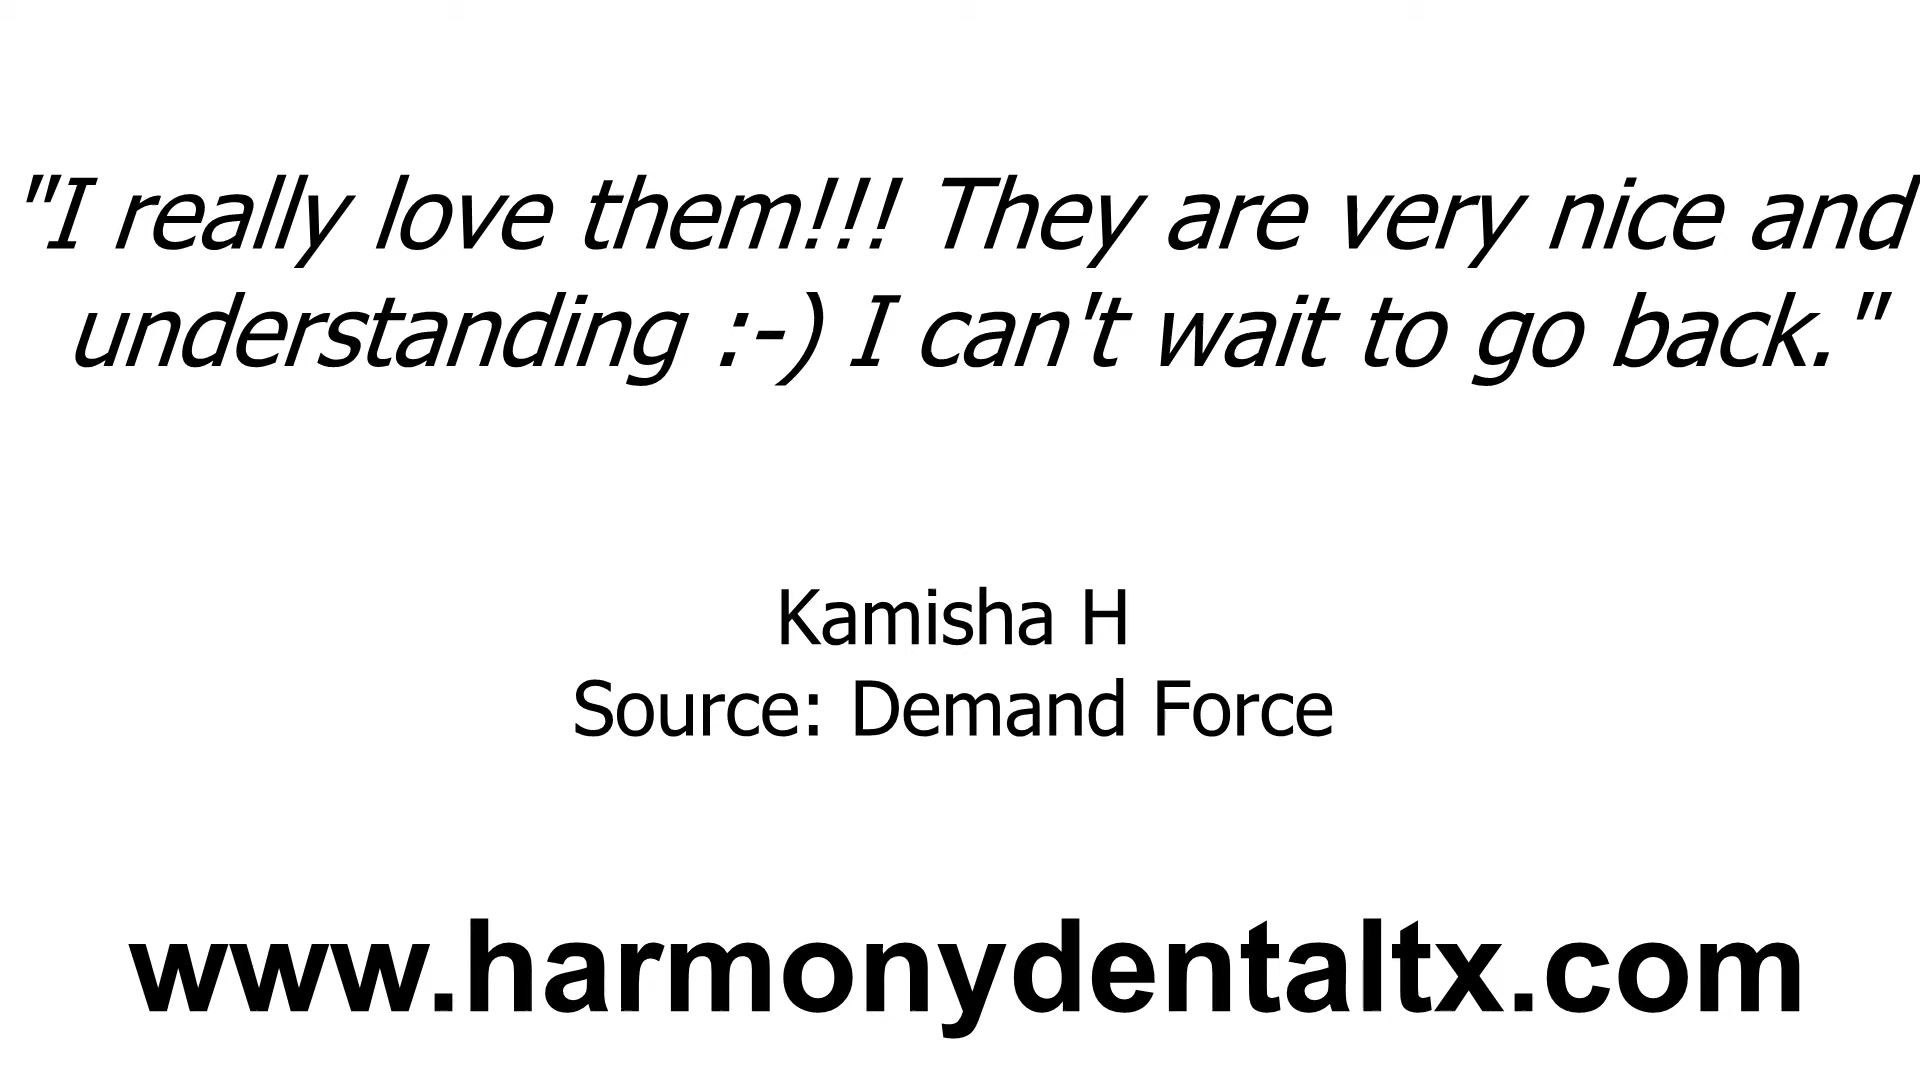 "I really love them!!! They are very nice and
understanding :-) I can't wait to go back."
Kamisha H
Source: Demand Force
www.harmonydentaltx.com